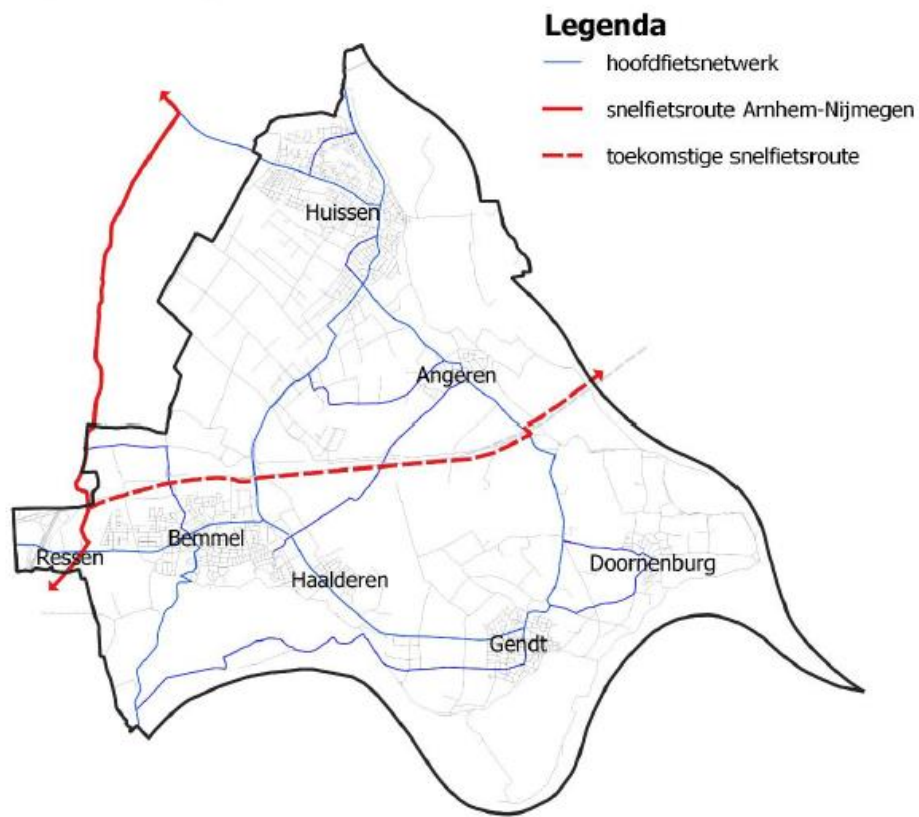 Legenda
hoofdfietsnetwerk
snelfietsroute Arnhem-Nijmegen
toekomstige snelfietsroute
Huissen
Angeren
Bemmel
Ressen
Haalderen
Doornenburg
Gendt